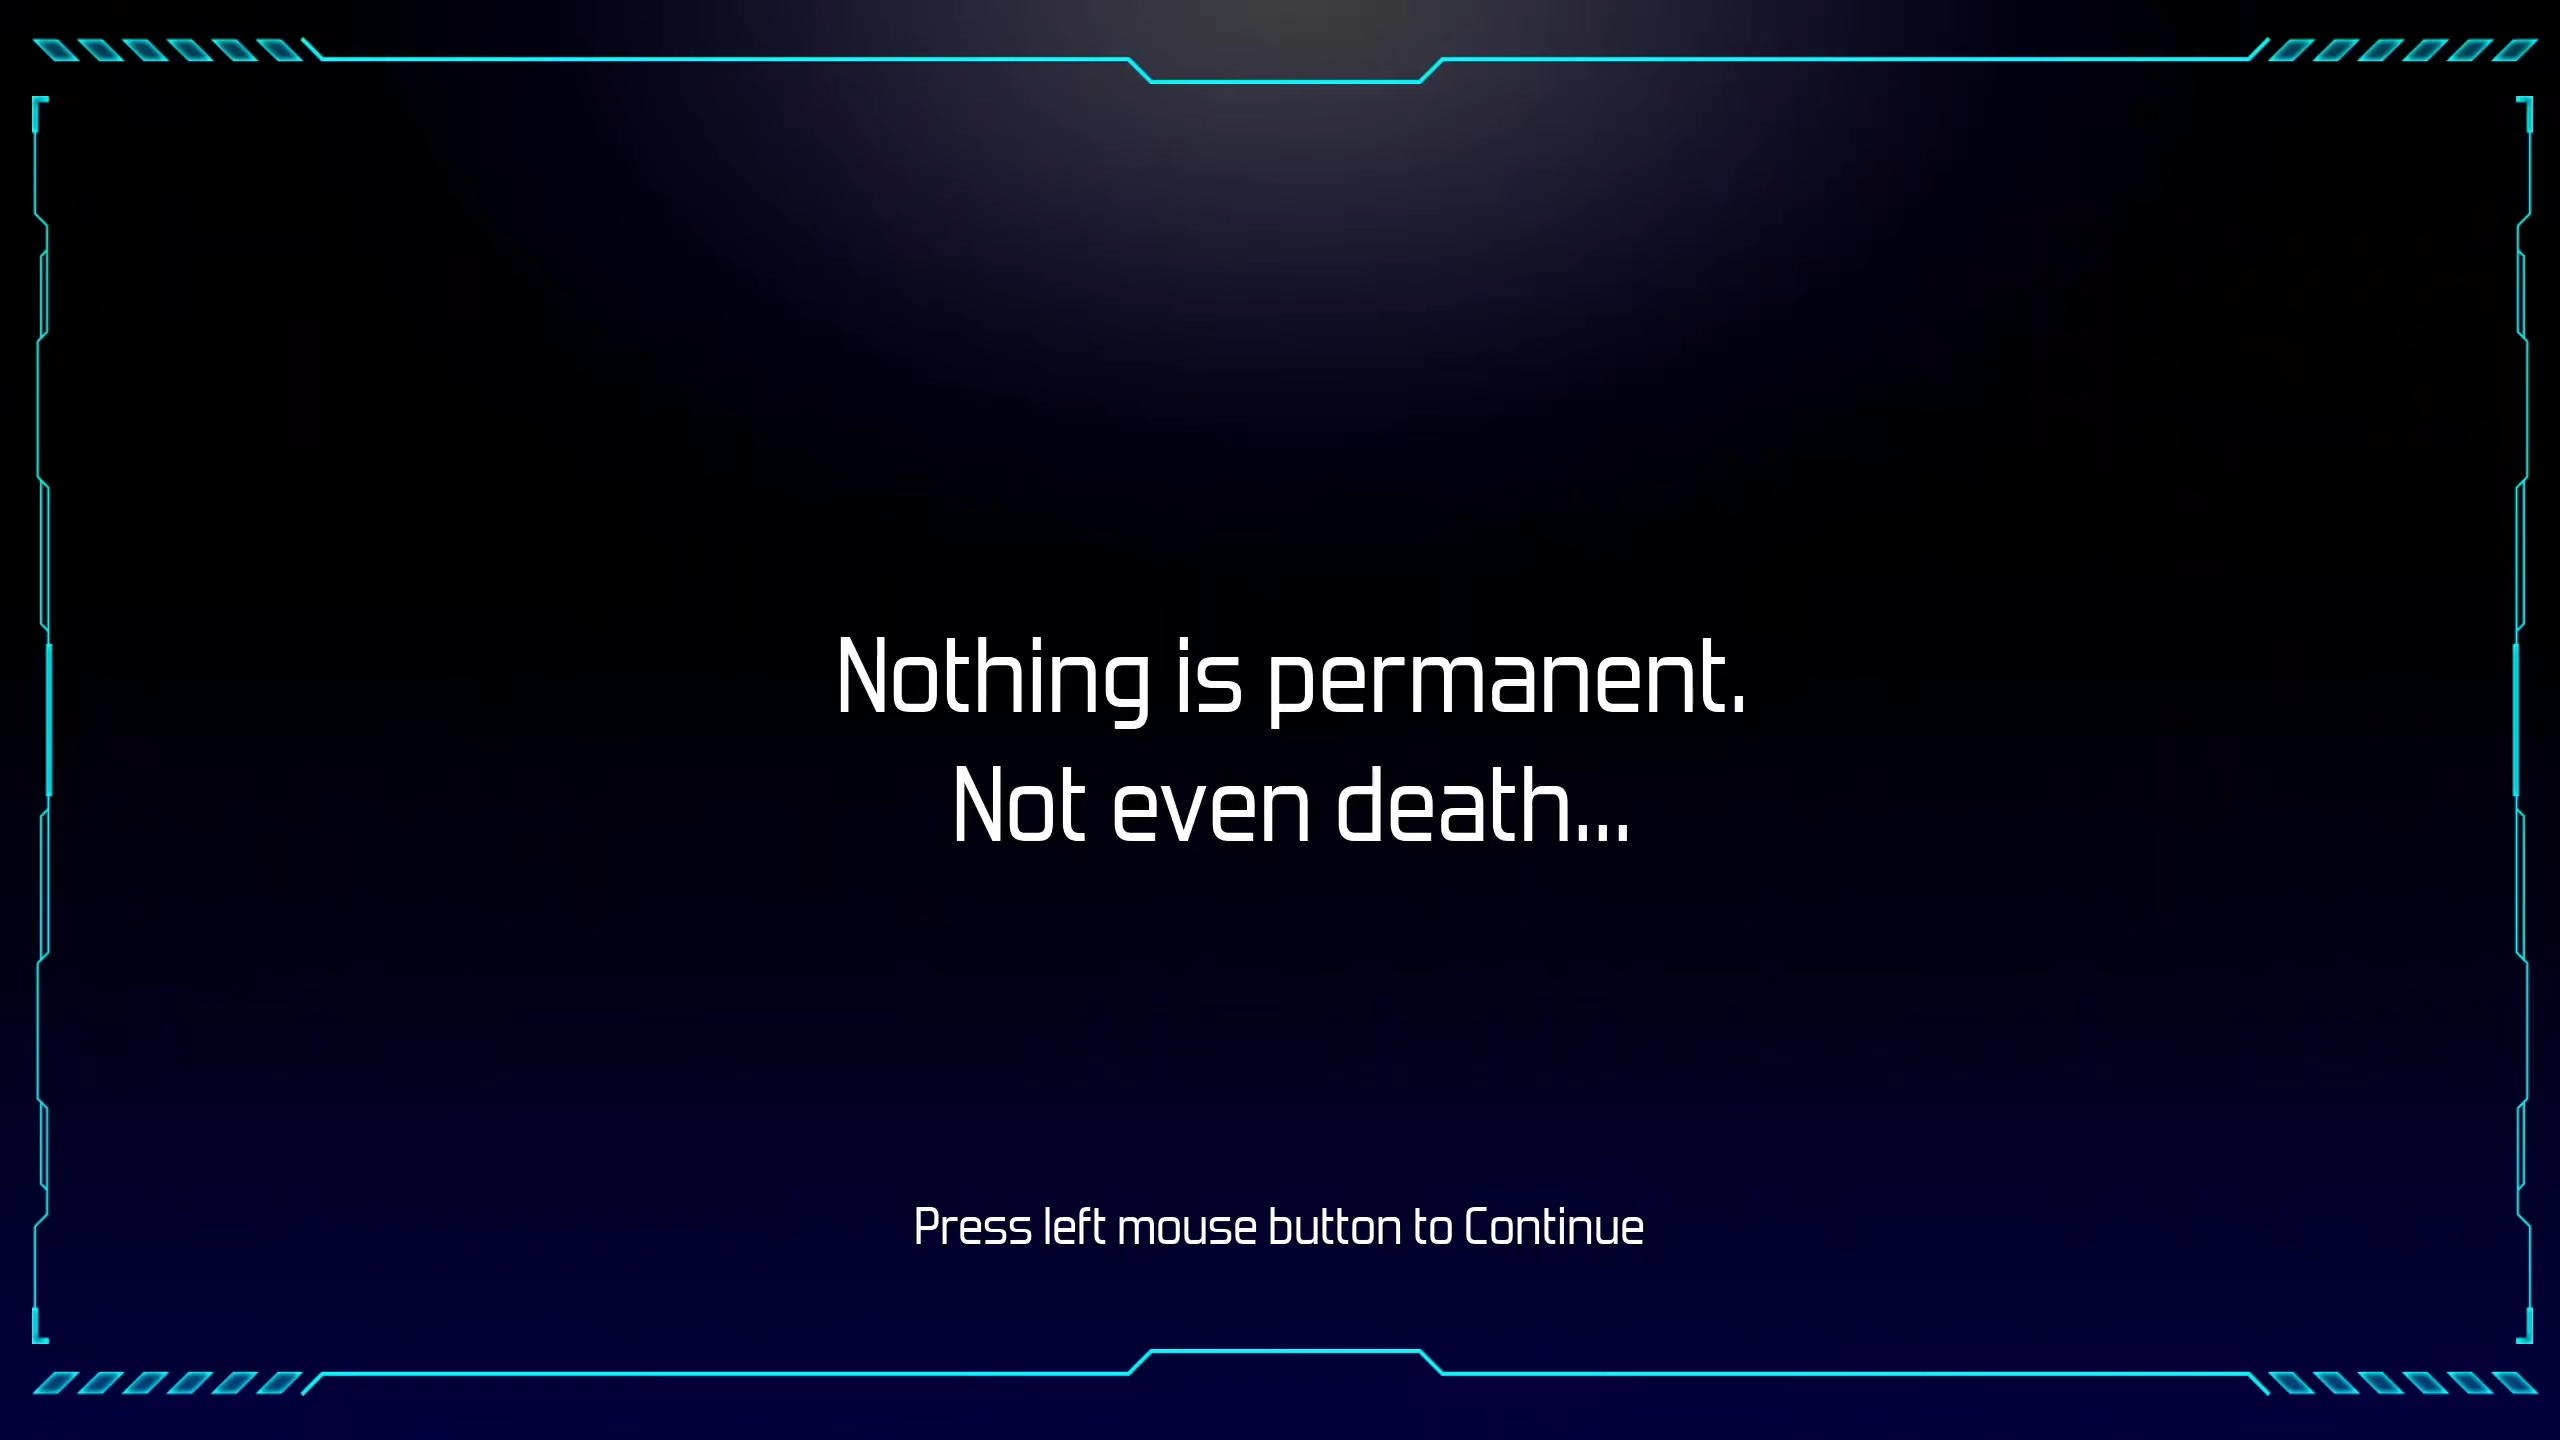 Nothing is permanent.
Not even death...
Press left mouse button to Continue